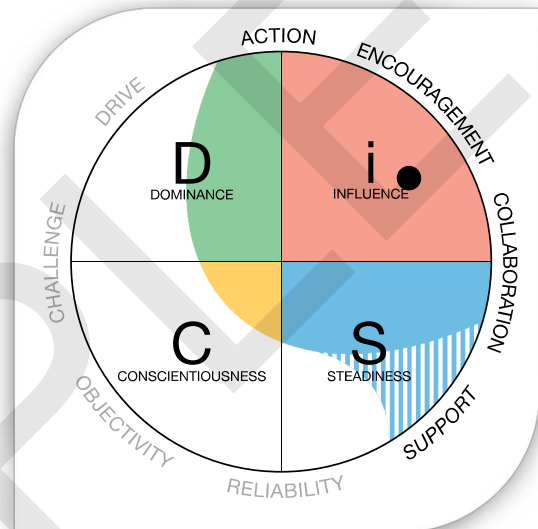 ACTION
ENCOURAGEMENT
DRIVE
D
DOMINANCE
i
INFLUENCE
COLLABORATION
CHALLENGE
C
CONSCIENTIOUSNESS
S
STEADINESS
SUPPORT
OBJECTIVITY
RELIABILITY